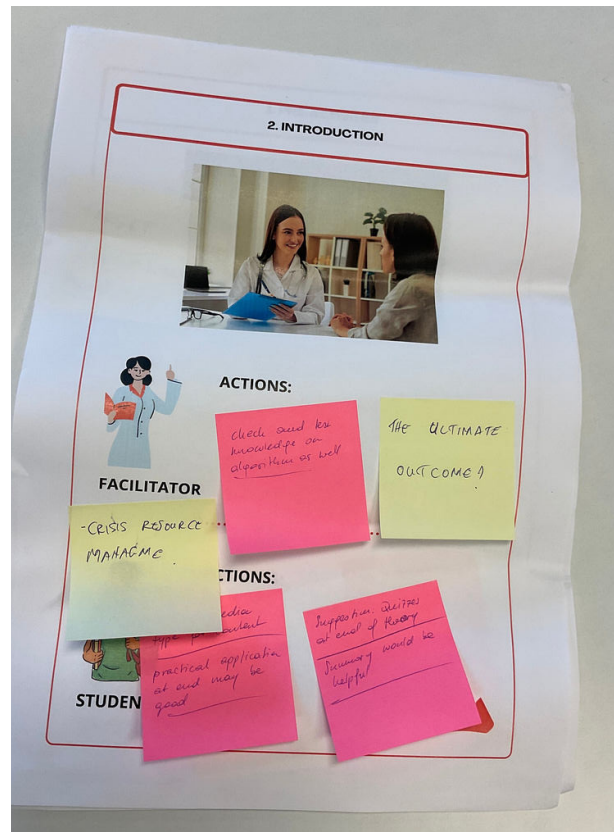 2. INTRODUCTION
ACTIONS:
check and
knowledge on
algorithm as well
THE ULTIMATE
OUTCOME?
FACILITATOR
-CRISIS RESOURCE
MANAGME.
CTIONS:
practical application
at end may be
good
Suggestion. Quizzes
at end of theory
Summary would be
helpful
STUDEN